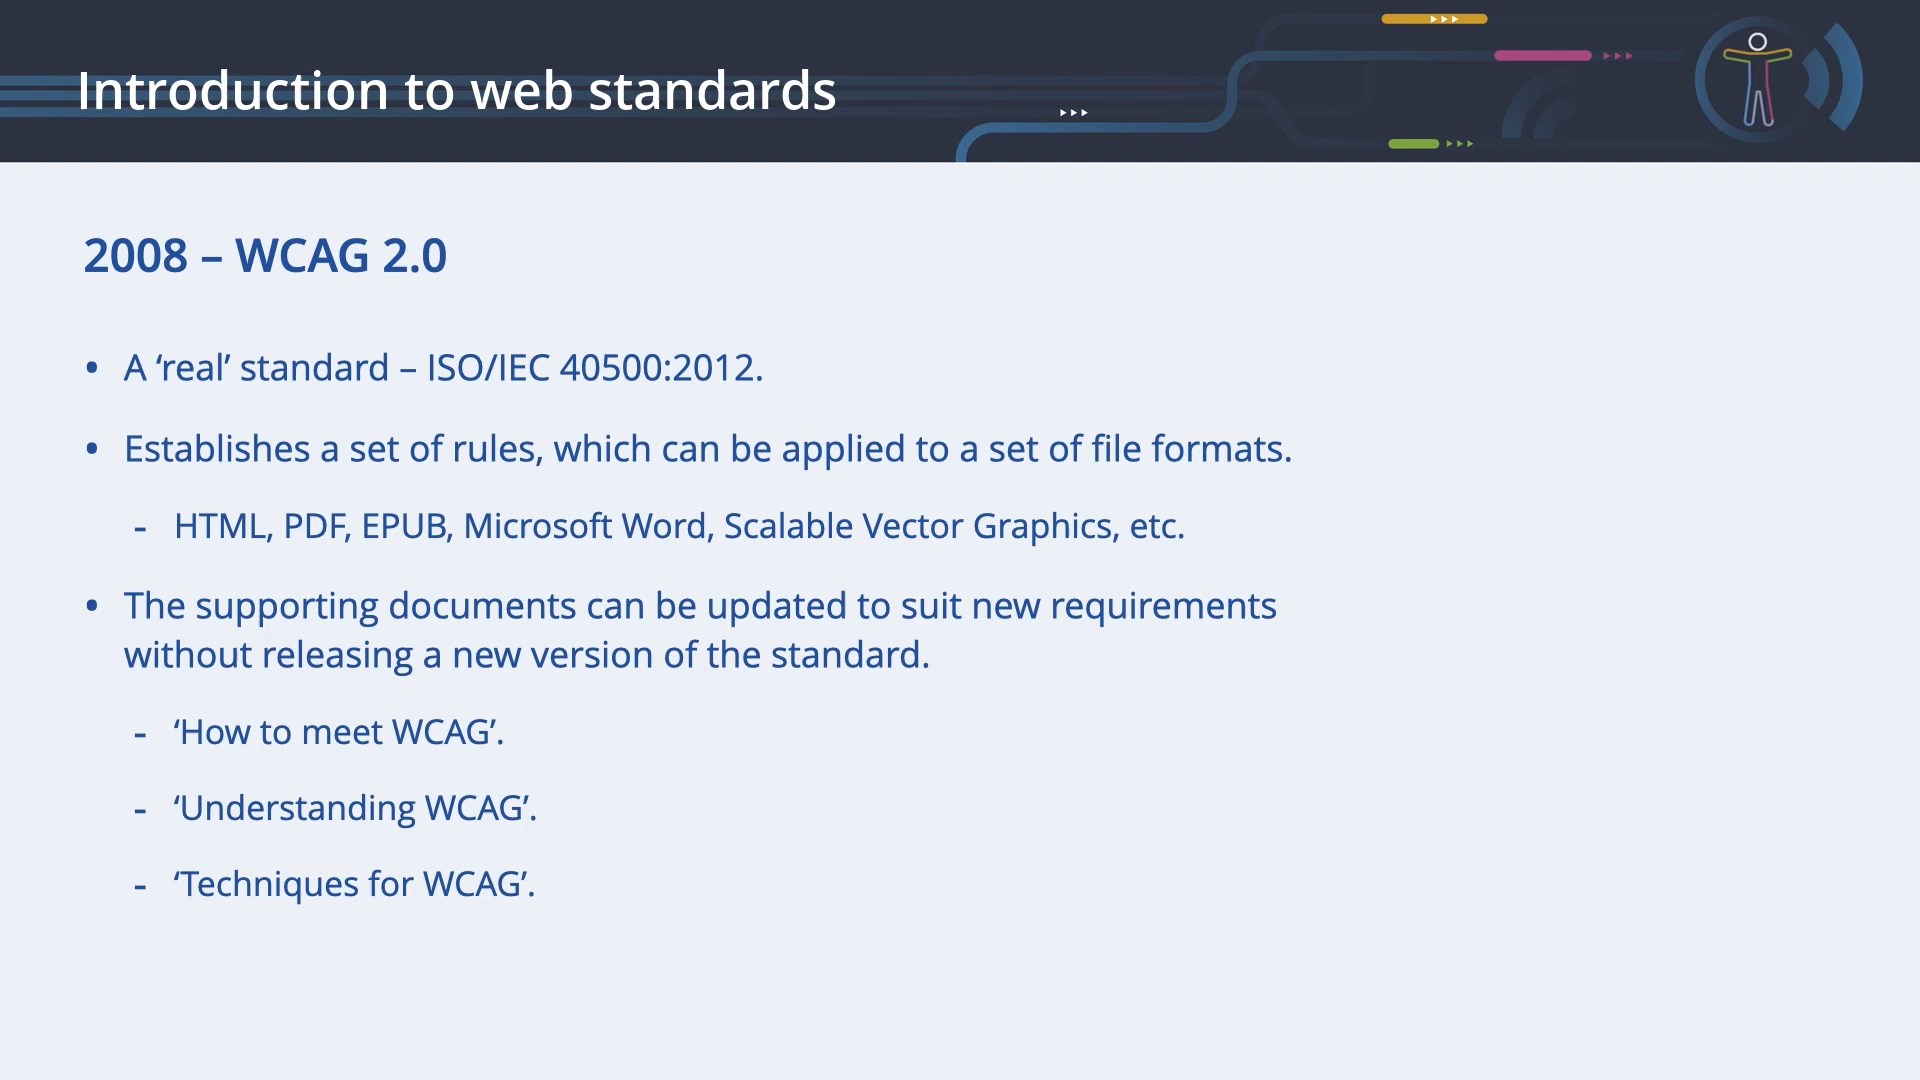 Introduction to web standards
2008 – WCAG 2.0
• A ‘real’ standard – ISO/IEC 40500:2012.
• Establishes a set of rules, which can be applied to a set of file formats.
- HTML, PDF, EPUB, Microsoft Word, Scalable Vector Graphics, etc.
• The supporting documents can be updated to suit new requirements
without releasing a new version of the standard.
- ‘How to meet WCAG’.
- ‘Understanding WCAG’.
- ‘Techniques for WCAG’.